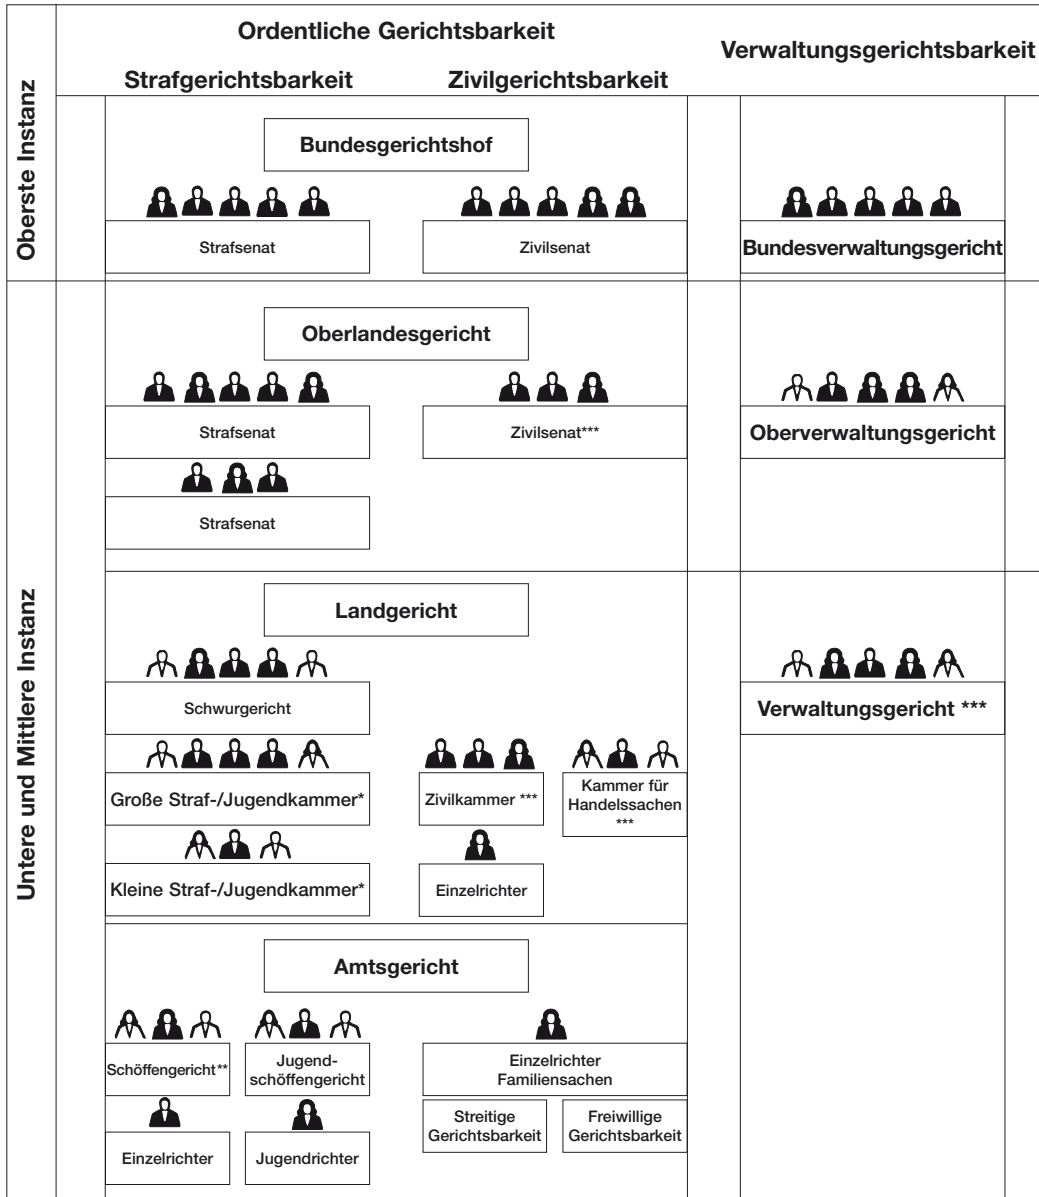 Ordentliche Gerichtsbarkeit
Verwaltungsgerichtsbarkeit
Strafgerichtsbarkeit
Zivilgerichtsbarkeit
Oberste Instanz
Bundesgerichtshof
Strafsenat
Zivilsenat
Bundesverwaltungsgericht
Untere und Mittlere Instanz
Oberlandesgericht
Strafsenat
Zivilsenat***
Oberverwaltungsgericht
Strafsenat
Landgericht
Schwurgericht
Verwaltungsgericht ***
Große Straf-/Jugendkammer*
Zivilkammer ***
Kammer für
Handelssachen
***
Kleine Straf-/Jugendkammer*
Einzelrichter
Amtsgericht
Schöffengericht**
Jugend-
schöffengericht
Einzelrichter
Familiensachen
Einzelrichter
Jugendrichter
Streitige
Gerichtsbarkeit
Freiwillige
Gerichtsbarkeit